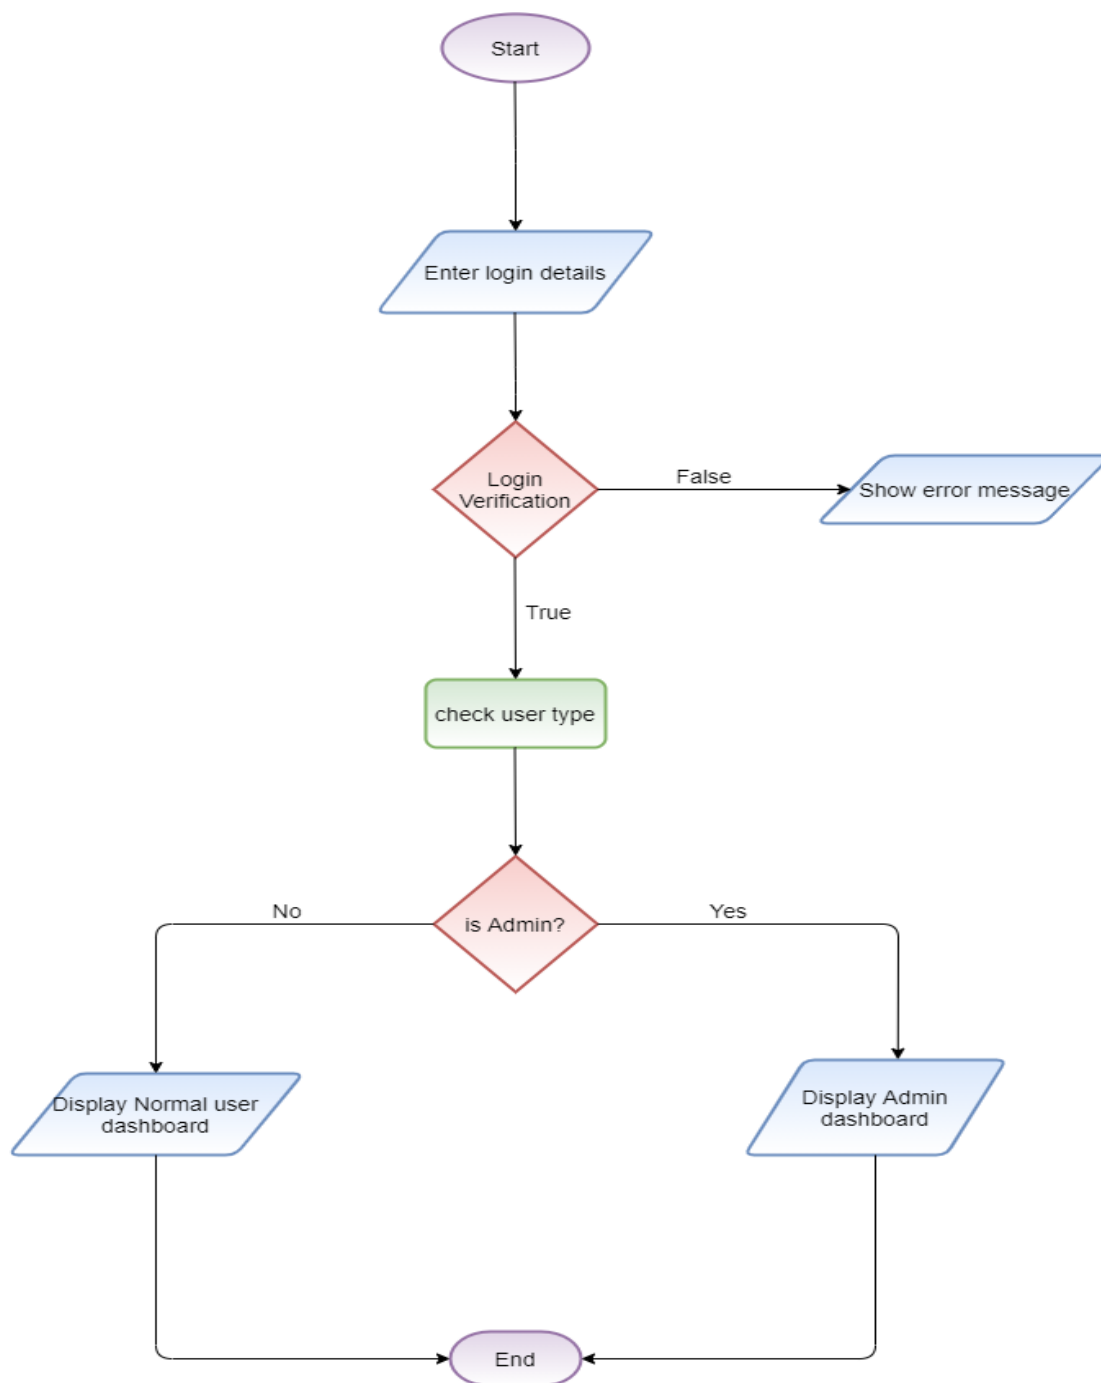 Start
Enter login details
Login
Verification
False
Show error message
True
check user type
is Admin?
No
Yes
Display Normal user
dashboard
Display Admin
dashboard
End